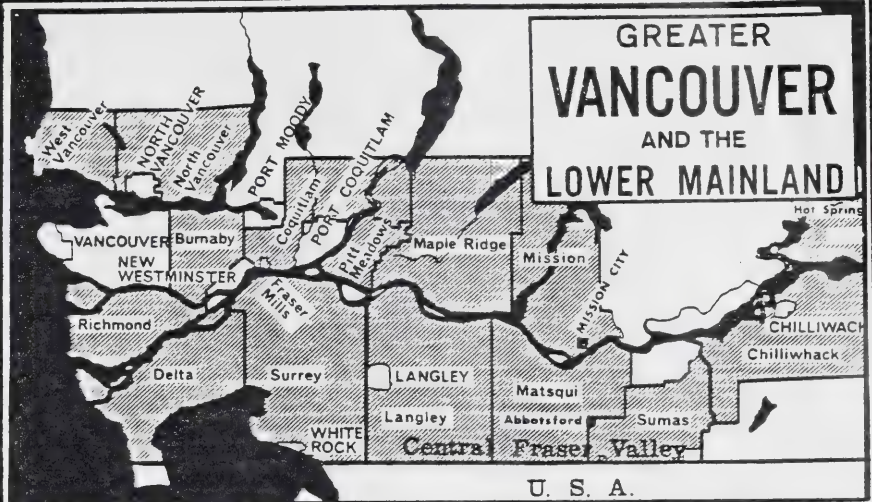 GREATER
VANCOUVER
AND THE
LOWER MAINLAND
West
Vancouver
NORTH
VANCOUVER
North
Vancouver
PORT MOODY
Coquitlam
PORT COQUITLAM
Pitt
Meadows
Maple Ridge
Mission
MISSION CITY
Hot Spring
VANCOUVER
Burnaby
NEW
WESTMINSTER
Fraser
Mills
Richmond
Delta
Surrey
LANGLEY
Langley
WHITE
ROCK
Matsqui
Abbotsford
Sumas
CHILLIWACK
Chilliwhack
Central Fraser Valley
U. S. A.